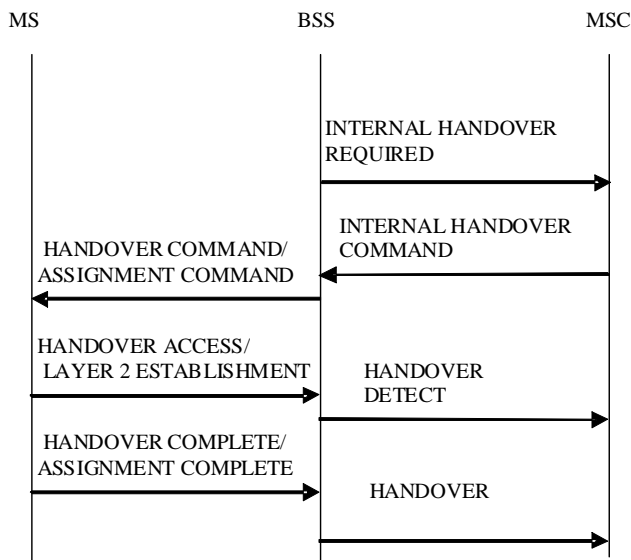 MS
BSS
MSC
INTERNAL HANDOVER
REQUIRED
INTERNAL HANDOVER
COMMAND
HANDOVER COMMAND/
ASSIGNMENT COMMAND
HANDOVER ACCESS/
LAYER 2 ESTABLISHMENT
HANDOVER
DETECT
HANDOVER COMPLETE/
ASSIGNMENT COMPLETE
HANDOVER